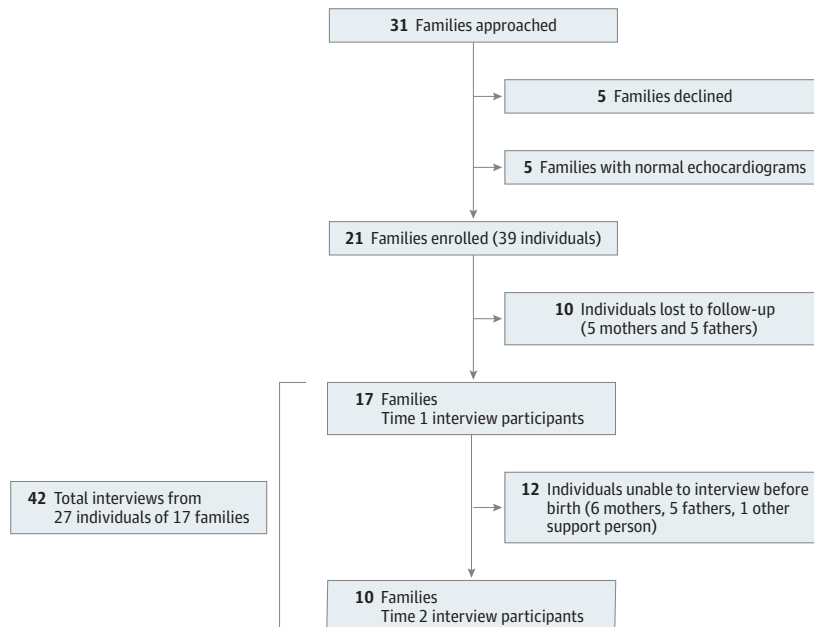 31 Families approached
5 Families declined
5 Families with normal echocardiograms
21 Families enrolled (39 individuals)
10 Individuals lost to follow-up
(5 mothers and 5 fathers)
17 Families
Time 1 interview participants
42 Total interviews from
27 individuals of 17 families
12 Individuals unable to interview before
birth (6 mothers, 5 fathers, 1 other
support person)
10 Families
Time 2 interview participants